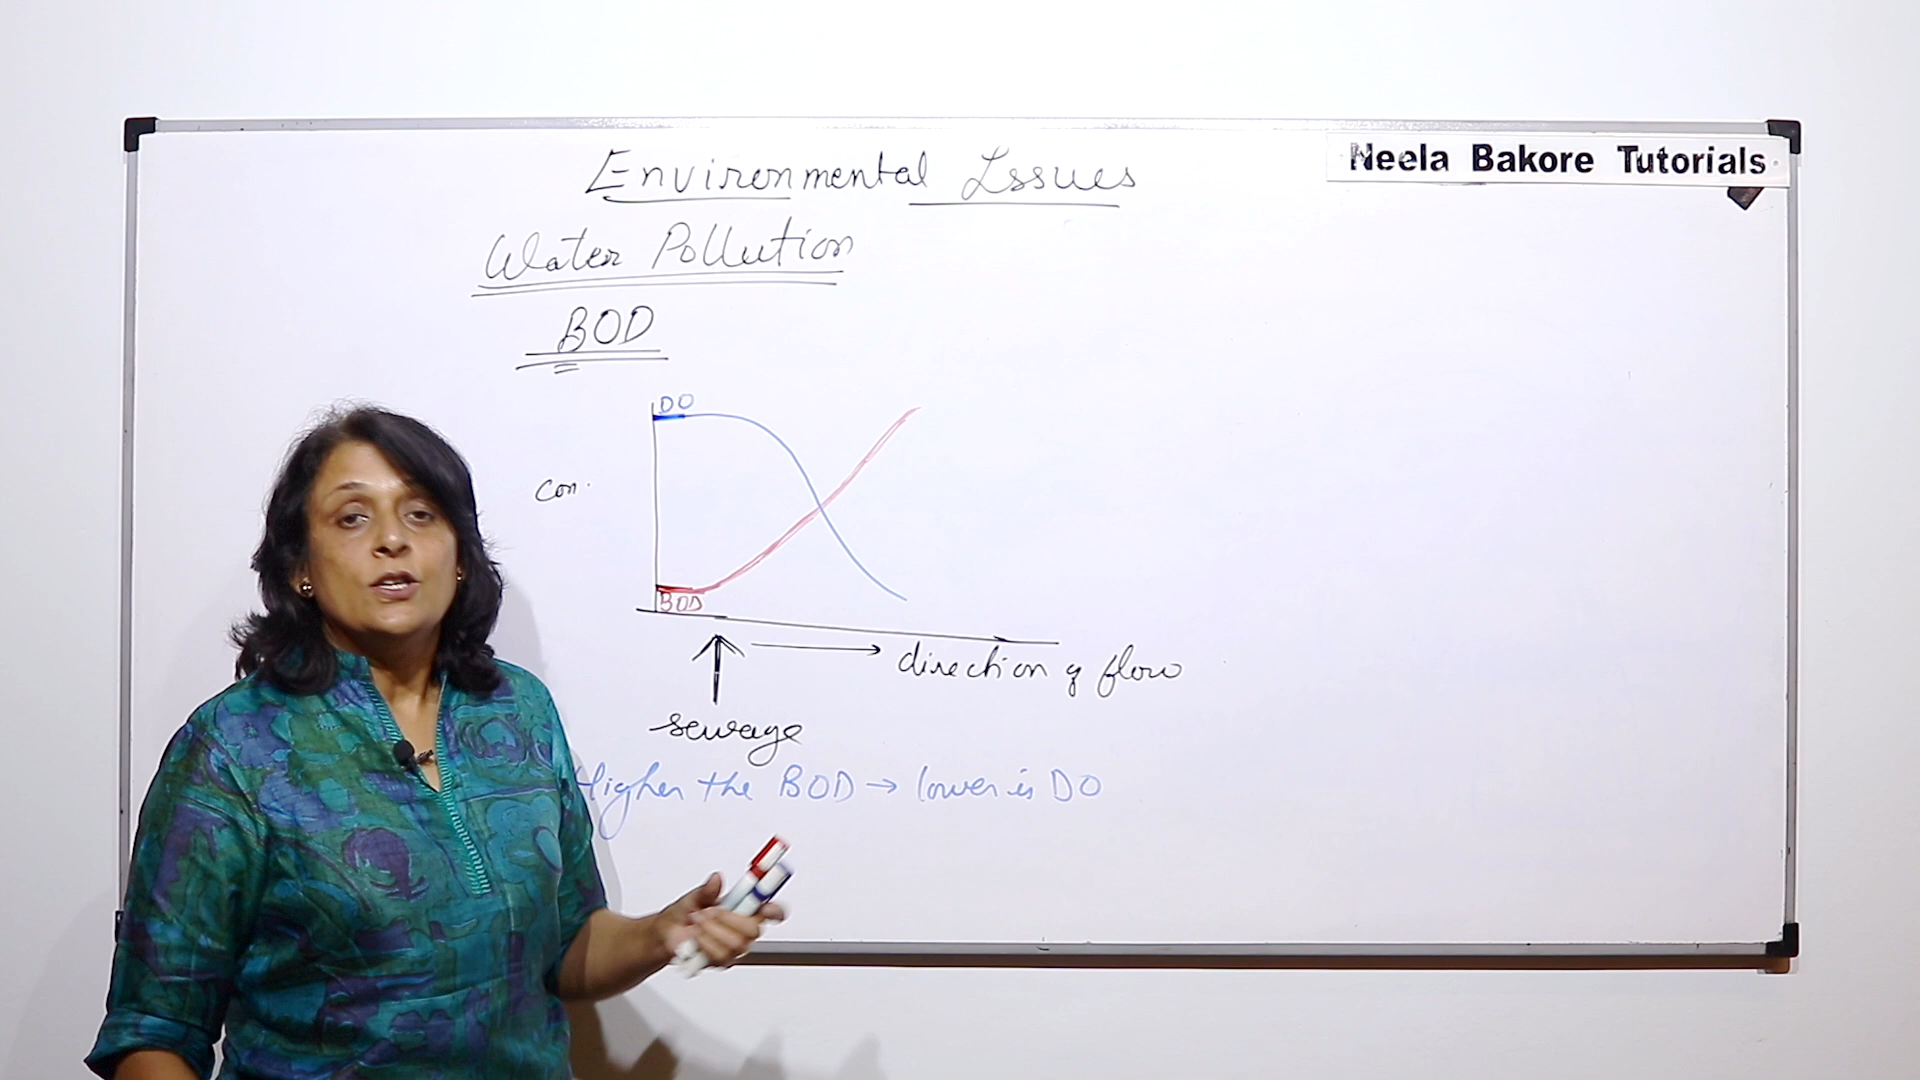 Neela Bakore Tutorials
Environmental Issues
Water Pollution
BOD
DO
Con.
BOD
direction of flow
sewage
Higher the BOD → lower is DO